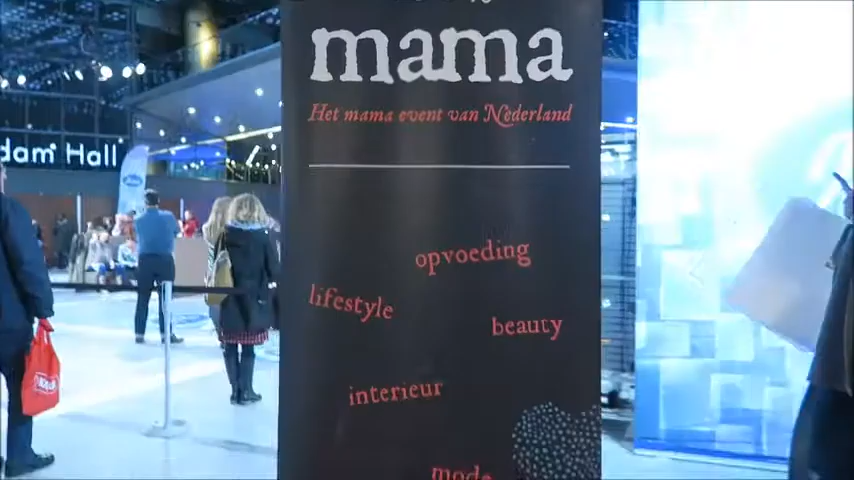 mama
Het mama event van Nederland
dam Hall
opvoeding
lifestyle
beauty
interieur
mode